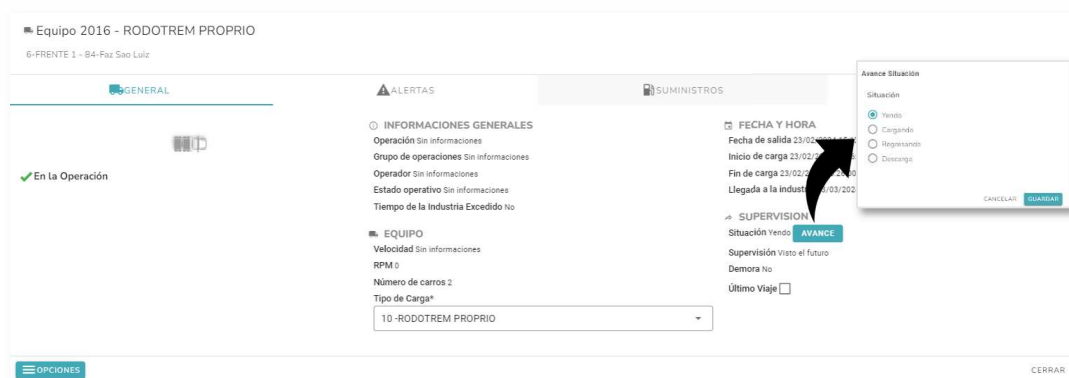 Equipo 2016 - RODOTREM PROPRIO
6-FRENTE 1 - 84-Faz Sao Luiz
GENERAL
ALERTAS
SUMINISTROS
En la Operación
INFORMACIONES GENERALES
Operación Sin informaciones
Grupo de operaciones Sin informaciones
Operador Sin informaciones
Estado operativo Sin informaciones
Tiempo de la Industria Excedido No
EQUIPO
Velocidad Sin informaciones
RPM 0
Número de carros 2
Tipo de Carga*
10 -RODOTREM PROPRIO
FECHA Y HORA
Fecha de salida 23/02/
Inicio de carga 23/02/2
Fin de carga 23/02/
Llegada a la /03/202
SUPERVISION
Situación Yendo AVANCE
Supervisión Visto el futuro
Demora No
Último Viaje
Avance Situación
Situación
Yendo
Cargando
Regresando
Descarga
CANCELAR GUARDAR
OPCIONES
CERRAR